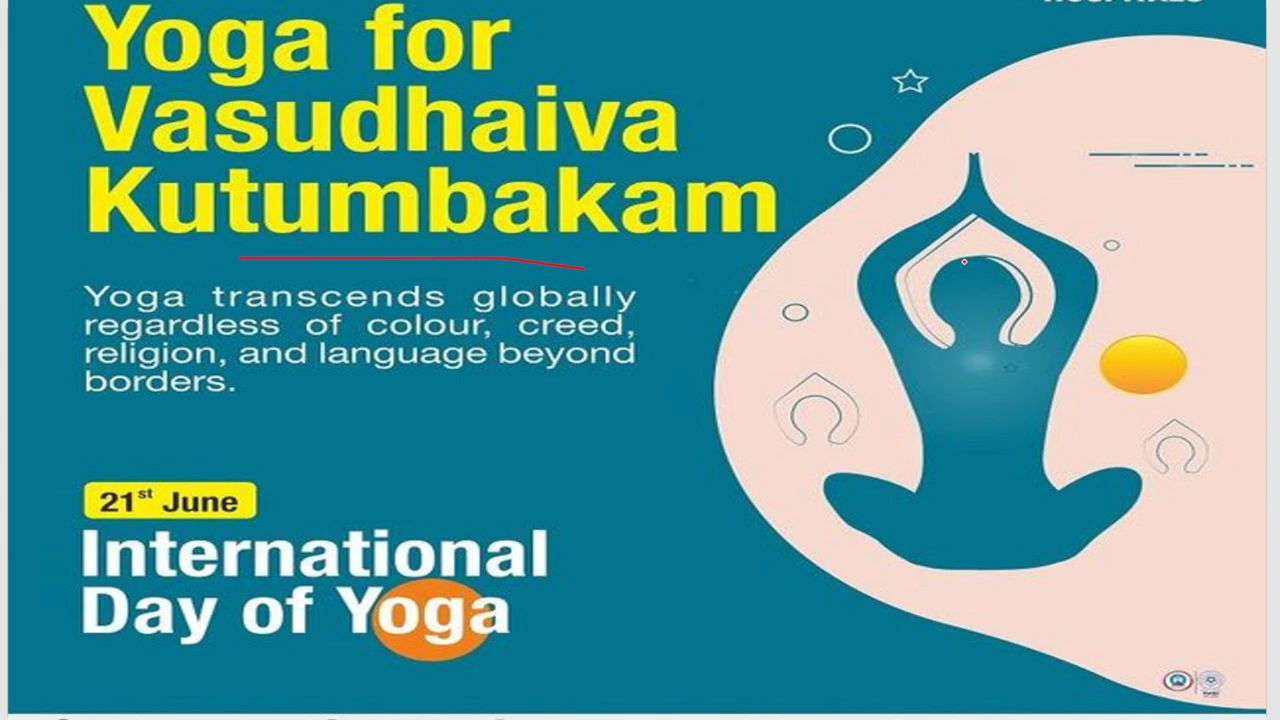 Yoga for
Vasudhaiva
Kutumbakam
Yoga transcends globally
regardless of colour, creed,
religion, and language beyond
borders.
21st June
International
Day of Yoga